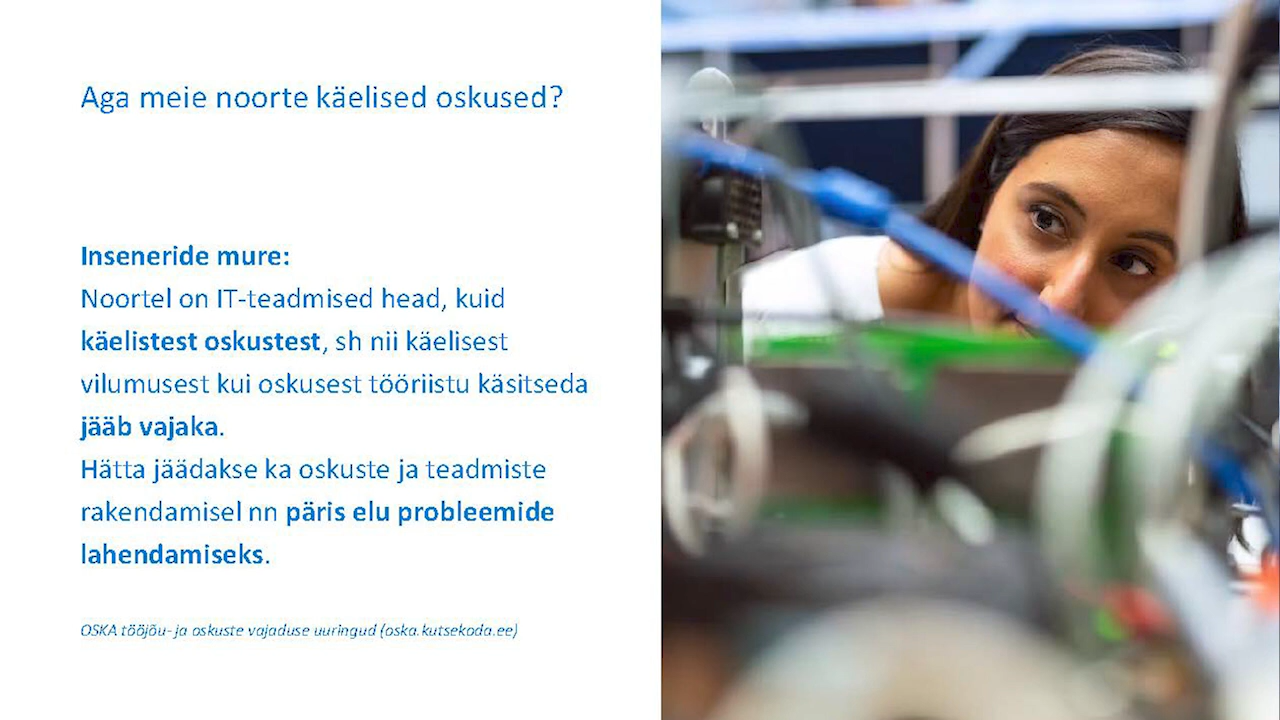 Aga meie noorte käelised oskused?
Inseneride mure:
Noortel on IT-teadmised head, kuid
käelistest oskustest, sh nii käelisest
vilumusest kui oskusest tööriistu käsitseda
jääb vajaka.
Hätta jäädakse ka oskuste ja teadmiste
rakendamisel nn päris elu probleemide
lahendamiseks.
OSKA tööjõu- ja oskuste vajaduse uuringud (oska.kutsekoda.ee)